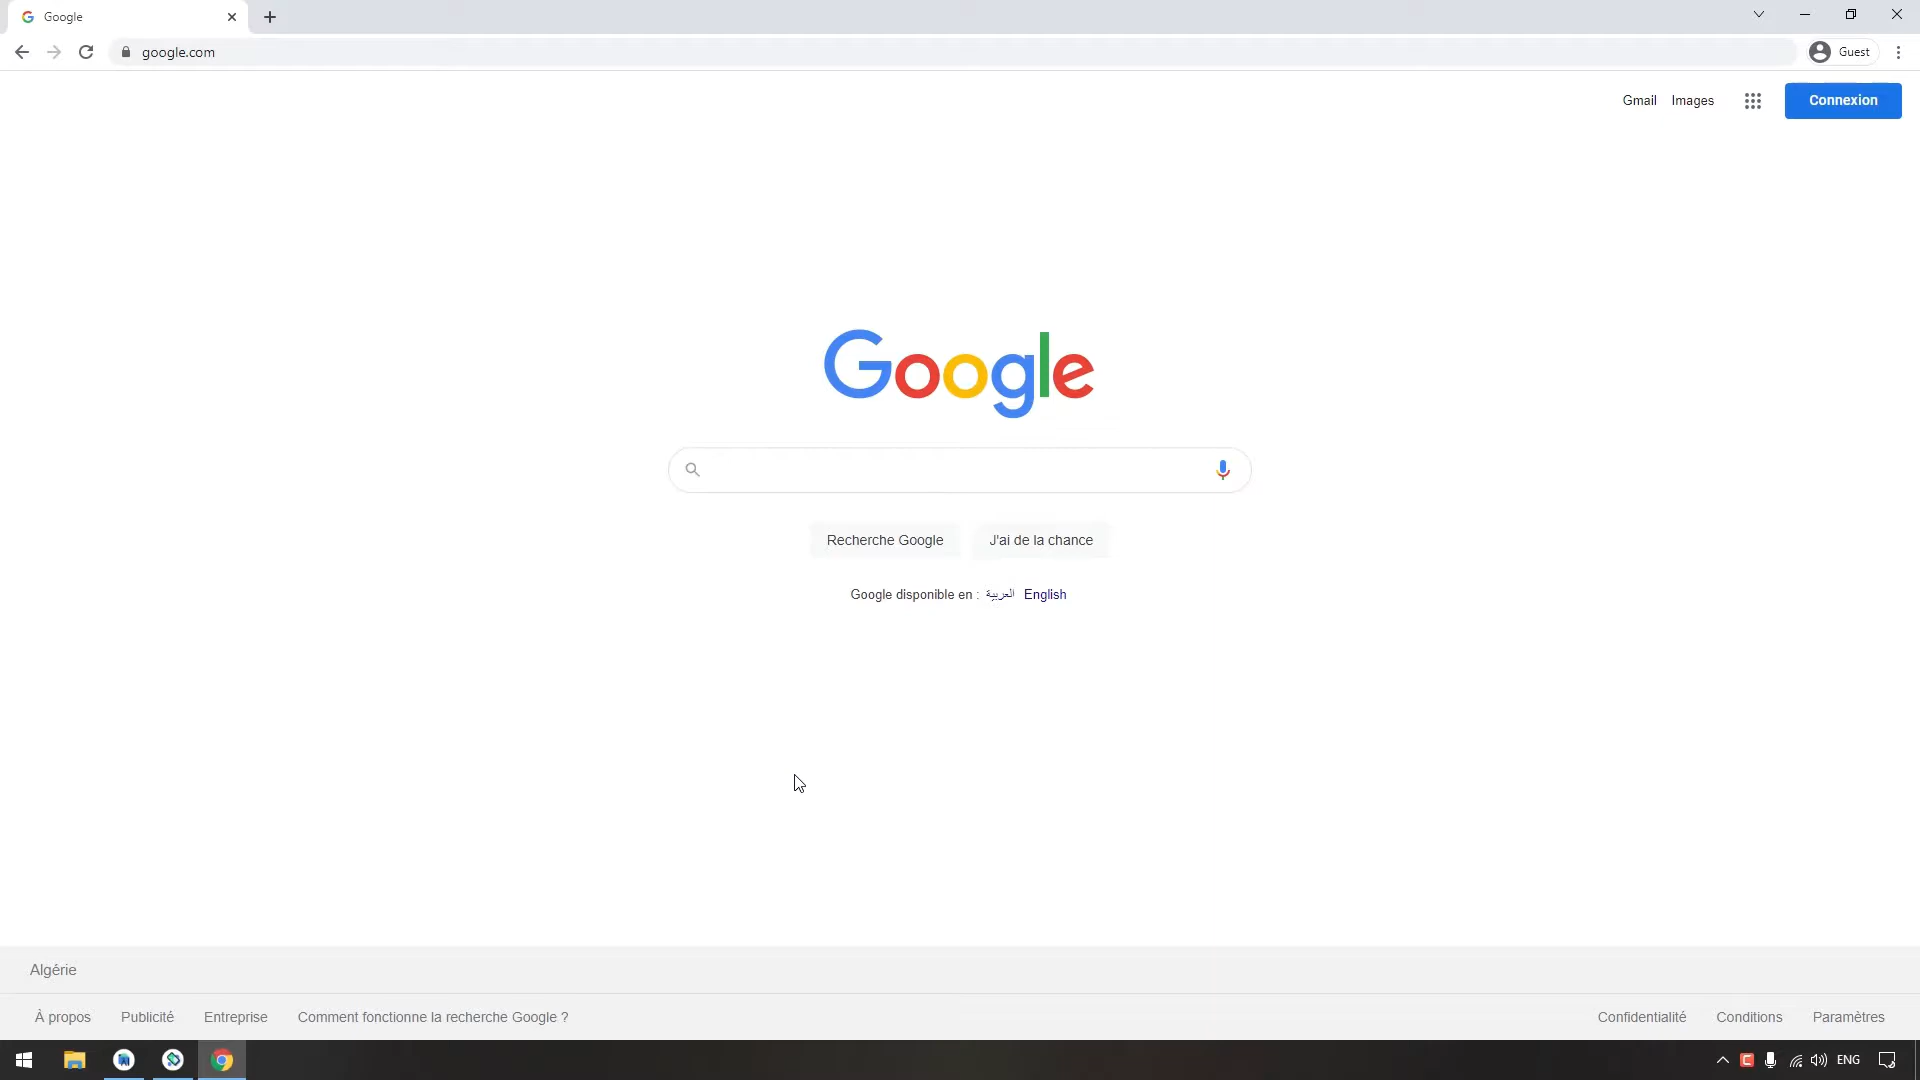 Google
google.com
Guest
Gmail Images
Connexion
Google
Recherche Google
J'ai de la chance
Google disponible en : العربية English
Algérie
À propos Publicité Entreprise Comment fonctionne la recherche Google ?
Confidentialité Conditions Paramètres
ENG